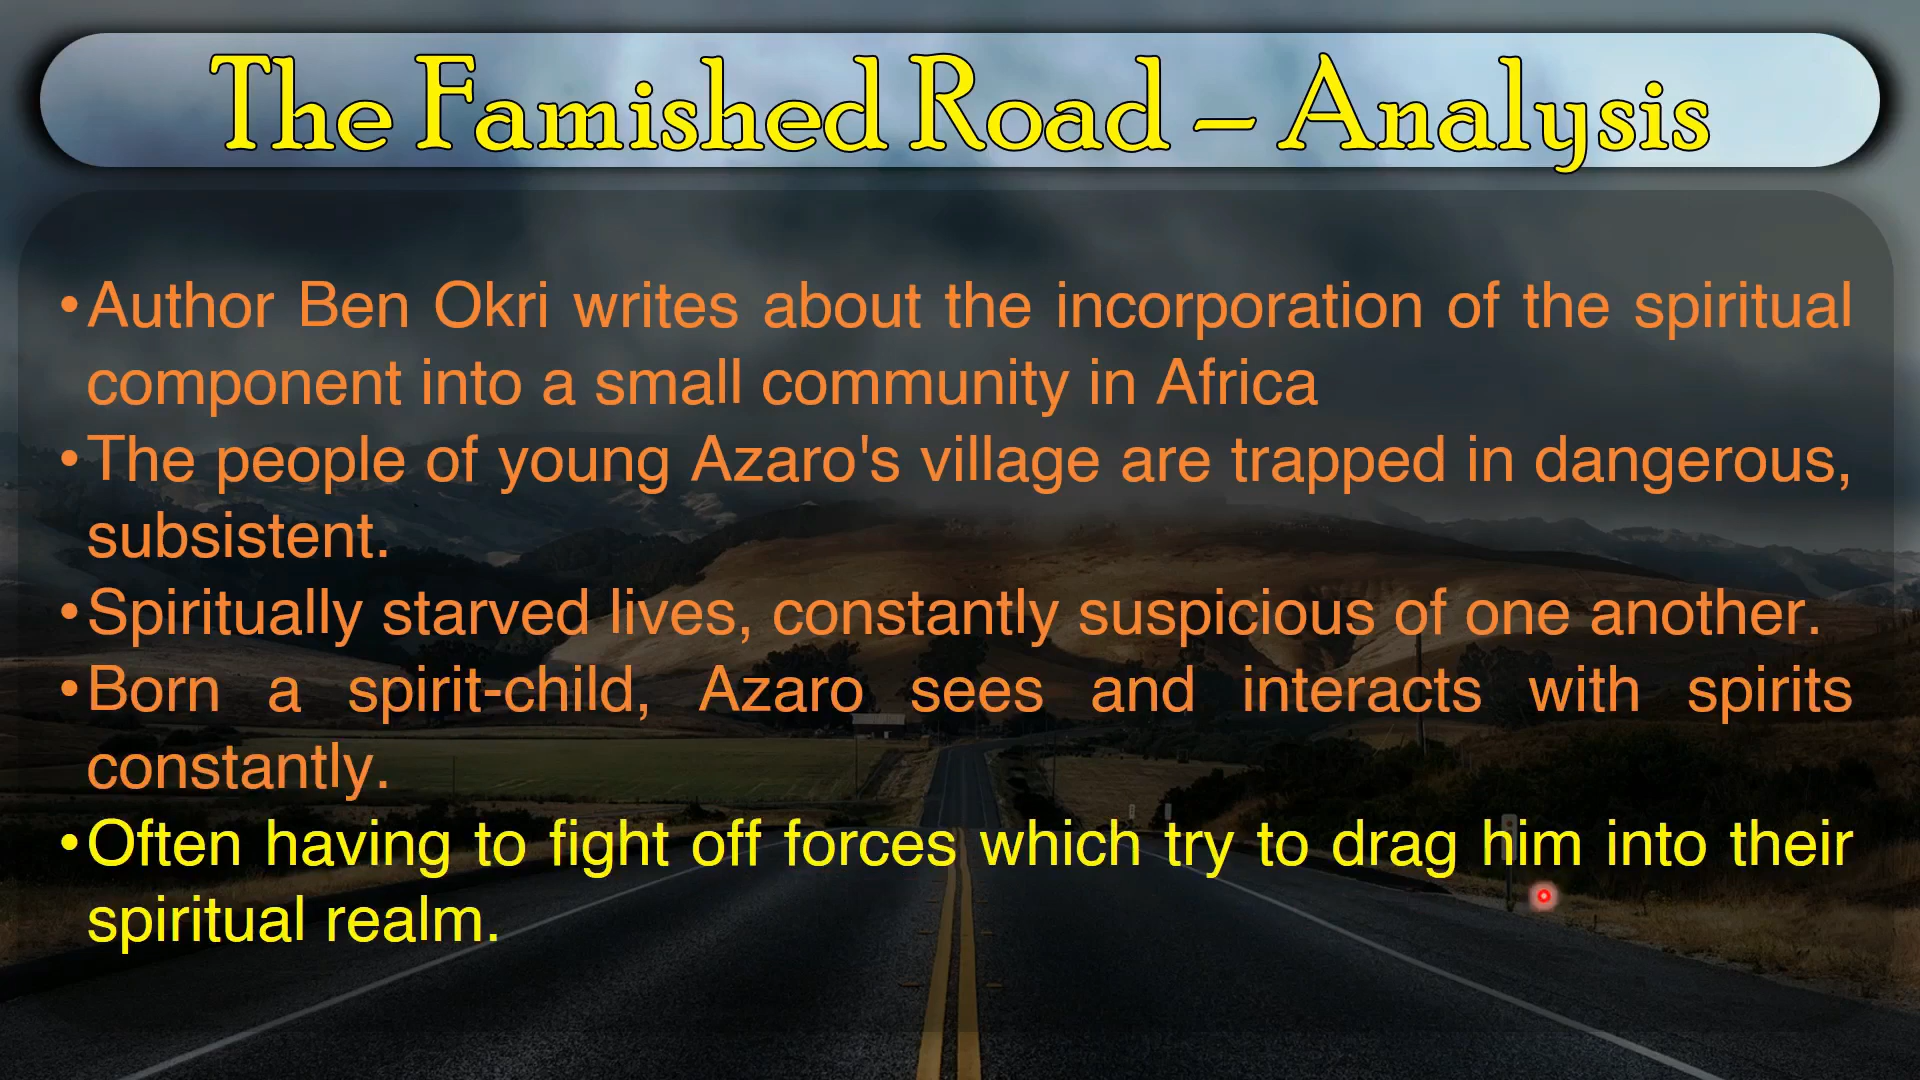 The Famished Road – Analysis
•Author Ben Okri writes about the incorporation of the spiritual
component into a small community in Africa
•The people of young Azaro's village are trapped in dangerous,
subsistent.
•Spiritually starved lives, constantly suspicious of one another.
•Born a spirit-child, Azaro sees and interacts with spirits
constantly.
•Often having to fight off forces which try to drag him into their
spiritual realm.